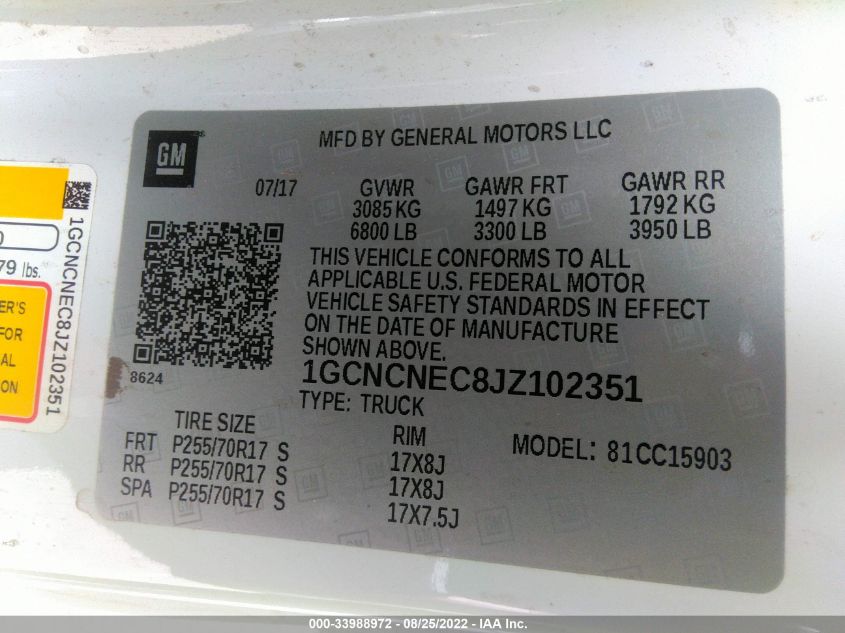 GM
MFD BY GENERAL MOTORS LLC
07/17
GVWR GAWR FRT GAWR RR
3085 KG 1497 KG 1792 KG
6800 LB 3300 LB 3950 LB
THIS VEHICLE CONFORMS TO ALL
APPLICABLE U.S. FEDERAL MOTOR
VEHICLE SAFETY STANDARDS IN EFFECT
ON THE DATE OF MANUFACTURE
SHOWN ABOVE.
8624
1GCNCNEC8JZ102351
TYPE: TRUCK
TIRE SIZE RIM MODEL: 81CC15903
FRT P255/70R17 S 17X8J
RR P255/70R17 S 17X8J
SPA P255/70R17 S 17X7.5J
1GCNCNEC8JZ102351
79 lbs.
ER'S
FOR
AL
ON
000-33988972 - 08/25/2022 - IAA Inc.